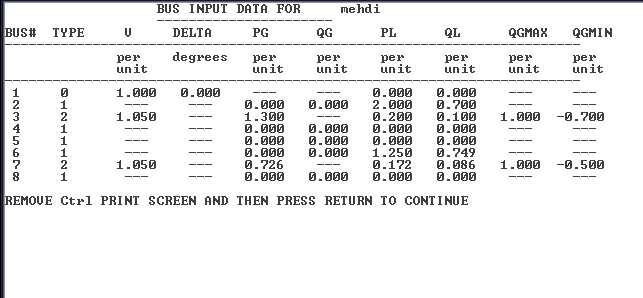 BUS INPUT DATA FOR mehdi
BUS# TYPE V DELTA PG QG PL QL QGMAX QGMIN
per degrees per per per per per per
unit unit unit unit unit unit unit
1 0 1.000 0.000 --- --- 0.000 0.000 --- ---
2 1 --- --- 0.000 0.000 2.000 0.700 --- ---
3 2 1.050 --- 1.300 --- 0.200 0.100 1.000 -0.700
4 1 --- --- 0.000 0.000 0.000 0.000 --- ---
5 1 --- --- 0.000 0.000 0.000 0.000 --- ---
6 1 --- --- 0.000 0.000 1.250 0.749 --- ---
7 2 1.050 --- 0.726 --- 0.172 0.086 1.000 -0.500
8 1 --- --- 0.000 0.000 0.000 0.000 --- ---
REMOVE Ctrl PRINT SCREEN AND THEN PRESS RETURN TO CONTINUE